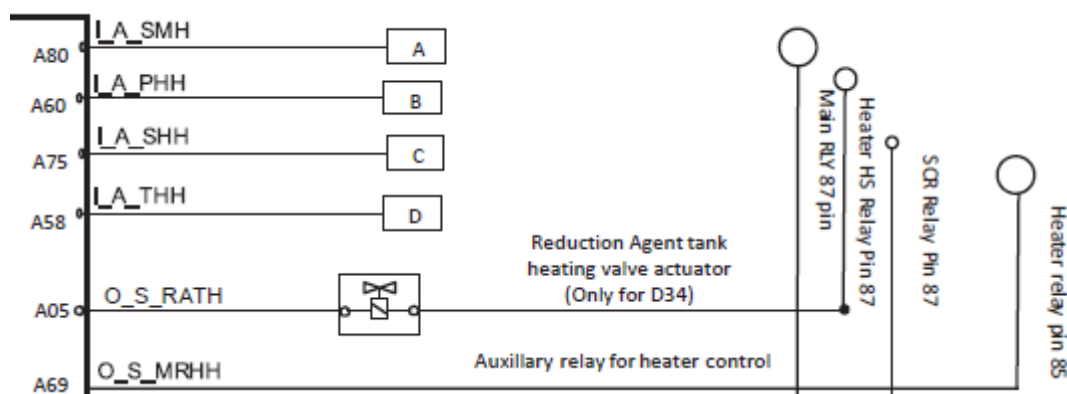 I_A_SMH
A80
A
I_A_PHH
A60
B
I_A_SHH
A75
C
I_A_THH
A58
D
O_S_RATH
A05
Reduction Agent tank
heating valve actuator
(Only for D34)
O_S_MRHH
A69
Auxillary relay for heater control
Main RLY 87 pin
Heater HS Relay Pin 87
SCR Relay Pin 87
Heater relay pin 85